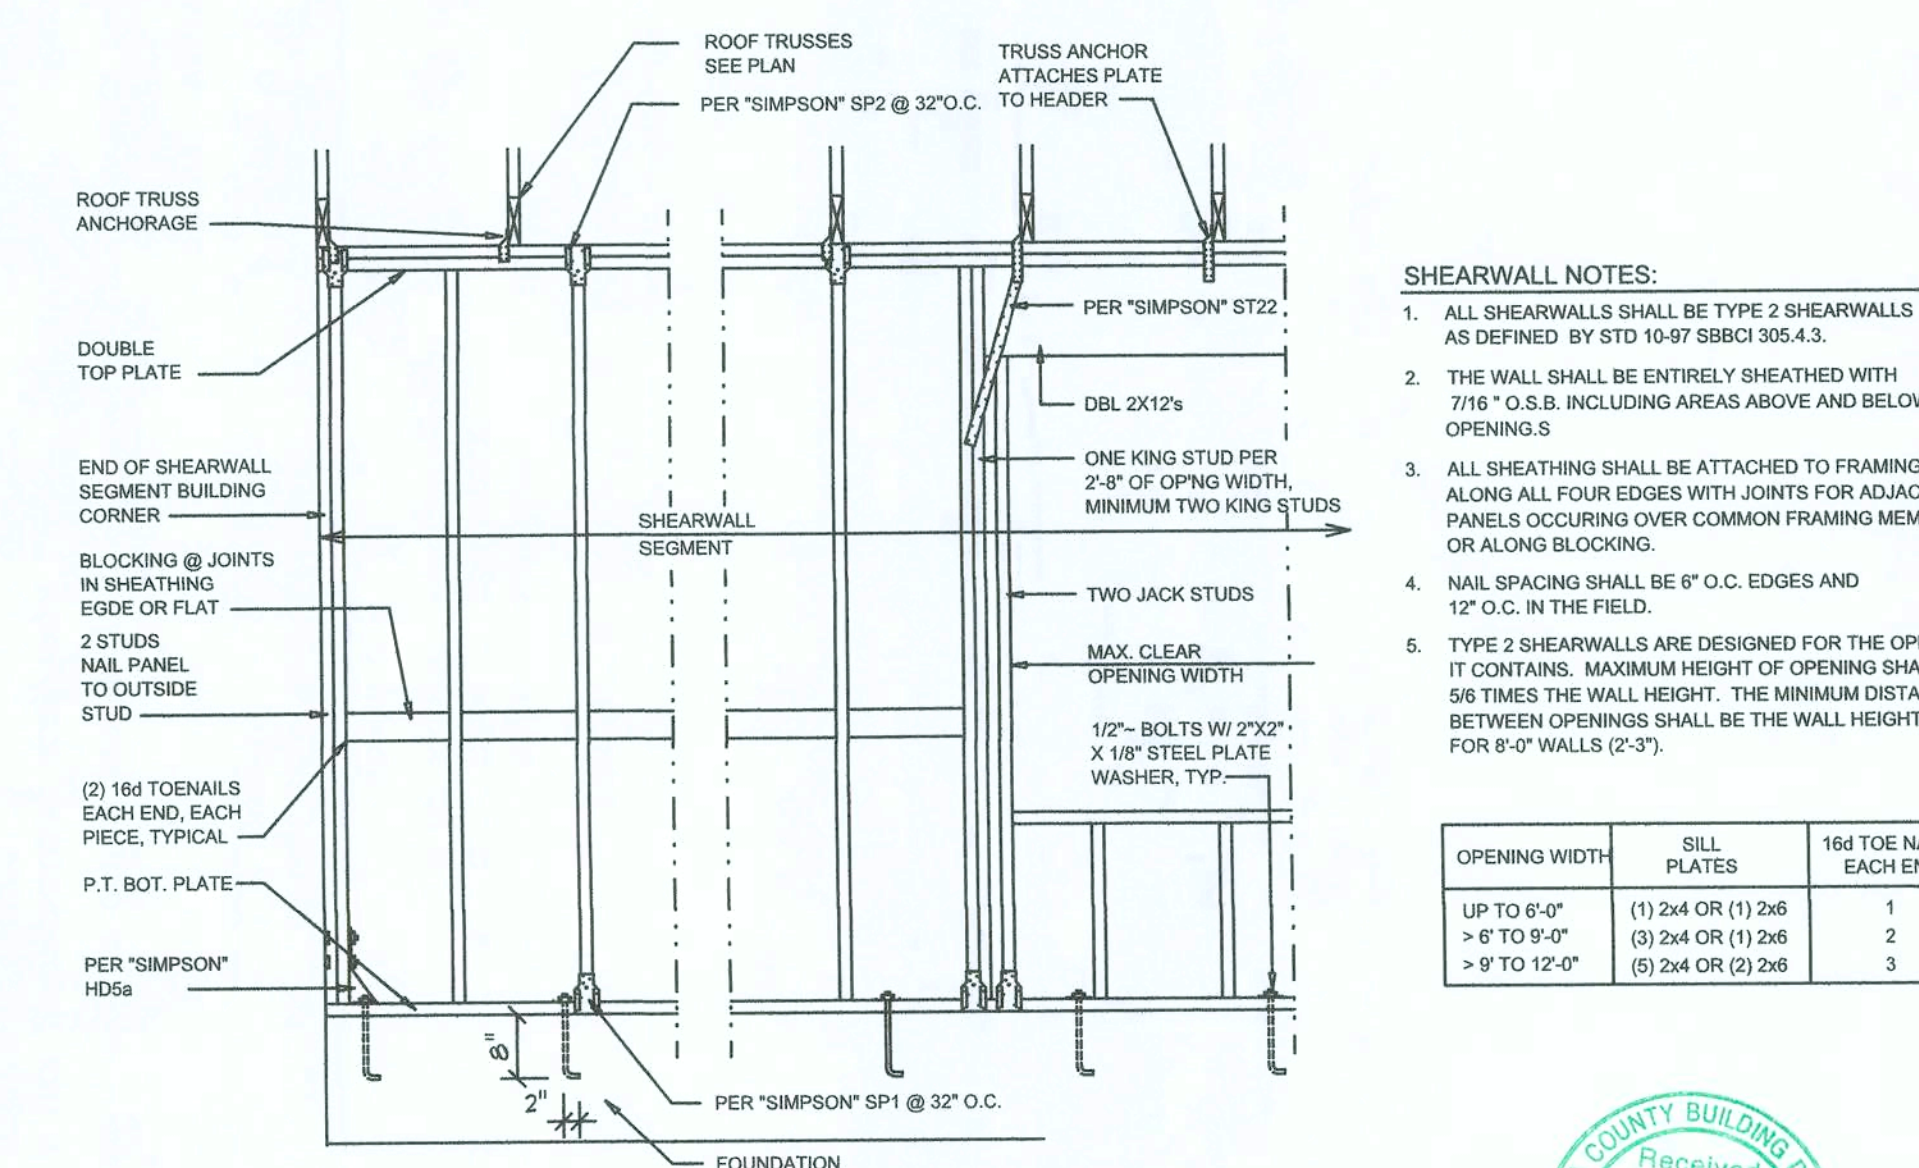 ROOF TRUSSES
SEE PLAN
PER "SIMPSON" SP2 @ 32"O.C.
TRUSS ANCHOR
ATTACHES PLATE
TO HEADER
ROOF TRUSS
ANCHORAGE
DOUBLE
TOP PLATE
END OF SHEARWALL
SEGMENT BUILDING
CORNER
BLOCKING @ JOINTS
IN SHEATHING
EGDE OR FLAT
2 STUDS
NAIL PANEL
TO OUTSIDE
STUD
(2) 16d TOENAILS
EACH END, EACH
PIECE, TYPICAL
P.T. BOT. PLATE
PER "SIMPSON"
HD5a
SHEARWALL
SEGMENT
PER "SIMPSON" ST22
DBL 2X12's
ONE KING STUD PER
2'-8" OF OP'NG WIDTH,
MINIMUM TWO KING STUDS
TWO JACK STUDS
MAX. CLEAR
OPENING WIDTH
1/2"~ BOLTS W/ 2"X2"
X 1/8" STEEL PLATE
WASHER, TYP.
8"
2"
PER "SIMPSON" SP1 @ 32" O.C.
FOUNDATION
SHEARWALL NOTES:
1. ALL SHEARWALLS SHALL BE TYPE 2 SHEARWALLS
AS DEFINED BY STD 10-97 SBBCI 305.4.3.
2. THE WALL SHALL BE ENTIRELY SHEATHED WITH
7/16 " O.S.B. INCLUDING AREAS ABOVE AND BELOW
OPENING.S
3. ALL SHEATHING SHALL BE ATTACHED TO FRAMING
ALONG ALL FOUR EDGES WITH JOINTS FOR ADJAC
PANELS OCCURING OVER COMMON FRAMING MEM
OR ALONG BLOCKING.
4. NAIL SPACING SHALL BE 6" O.C. EDGES AND
12" O.C. IN THE FIELD.
5. TYPE 2 SHEARWALLS ARE DESIGNED FOR THE OP
IT CONTAINS. MAXIMUM HEIGHT OF OPENING SHA
5/6 TIMES THE WALL HEIGHT. THE MINIMUM DISTA
BETWEEN OPENINGS SHALL BE THE WALL HEIGHT
FOR 8'-0" WALLS (2'-3").
OPENING WIDTH
SILL
PLATES
16d TOE NA
EACH EN
UP TO 6'-0" (1) 2x4 OR (1) 2x6 1
> 6' TO 9'-0" (3) 2x4 OR (1) 2x6 2
> 9' TO 12'-0" (5) 2x4 OR (2) 2x6 3
COUNTY BUILDING
Received